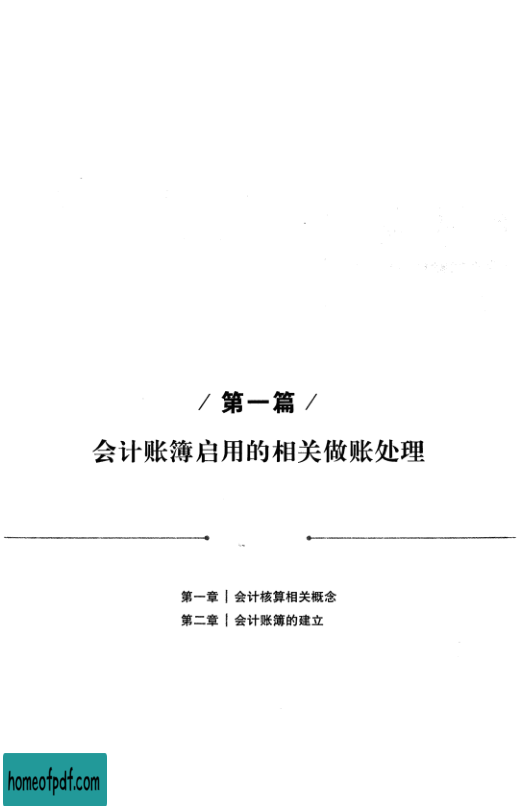 / 第一篇 /
会计账簿启用的相关做账处理
第一章 | 会计核算相关概念
第二章 | 会计账簿的建立
homeofpdf.com